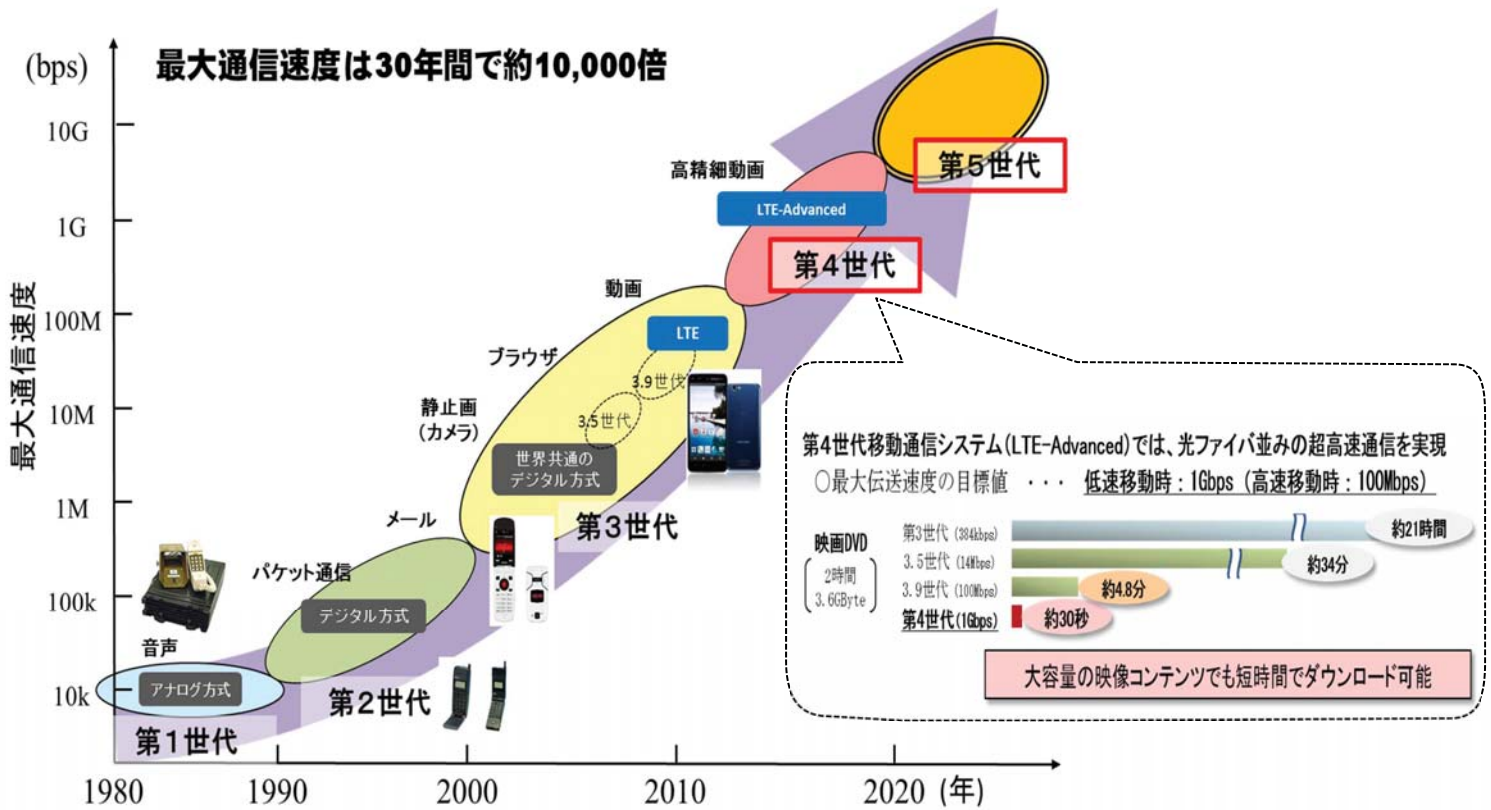 最大通信速度は30年間で約10,000倍
(bps)
最大通信速度
10G
1G
100M
10M
1M
100k
10k
第5世代
高精細動画
LTE-Advanced
第4世代
動画
LTE
ブラウザ
3.9世代
3.5世代
静止画
(カメラ)
世界共通の
デジタル方式
第3世代
メール
パケット通信
デジタル方式
第2世代
音声
アナログ方式
第1世代
1980
1990
2000
2010
2020
(年)
第4世代移動通信システム(LTE-Advanced)では、光ファイバ並みの超高速通信を実現
○最大伝送速度の目標値 ・・・ 低速移動時:1Gbps (高速移動時:100Mbps)
映画DVD
2時間
3.6GByte
第3世代 (384kbps) 約21時間
3.5世代 (14Mbps) 約34分
3.9世代 (100Mbps) 約4.8分
第4世代(1Gbps) 約30秒
大容量の映像コンテンツでも短時間でダウンロード可能